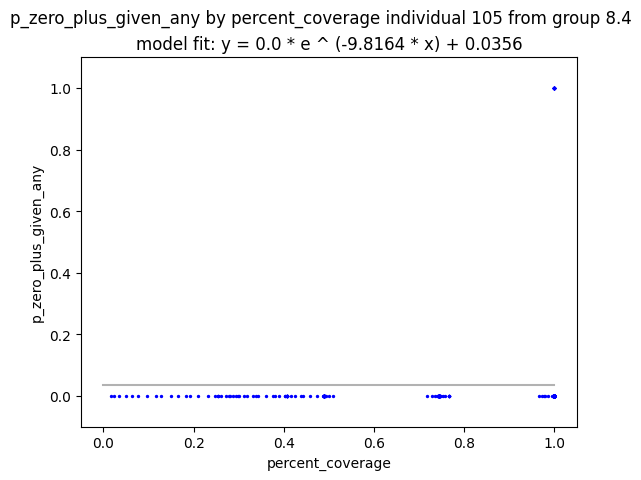 p_zero_plus_given_any by percent_coverage individual 105 from group 8.4
model fit: y = 0.0 * e ^ (-9.8164 * x) + 0.0356
p_zero_plus_given_any
1.0
0.8
0.6
0.4
0.2
0.0
0.0 0.2 0.4 0.6 0.8 1.0
percent_coverage